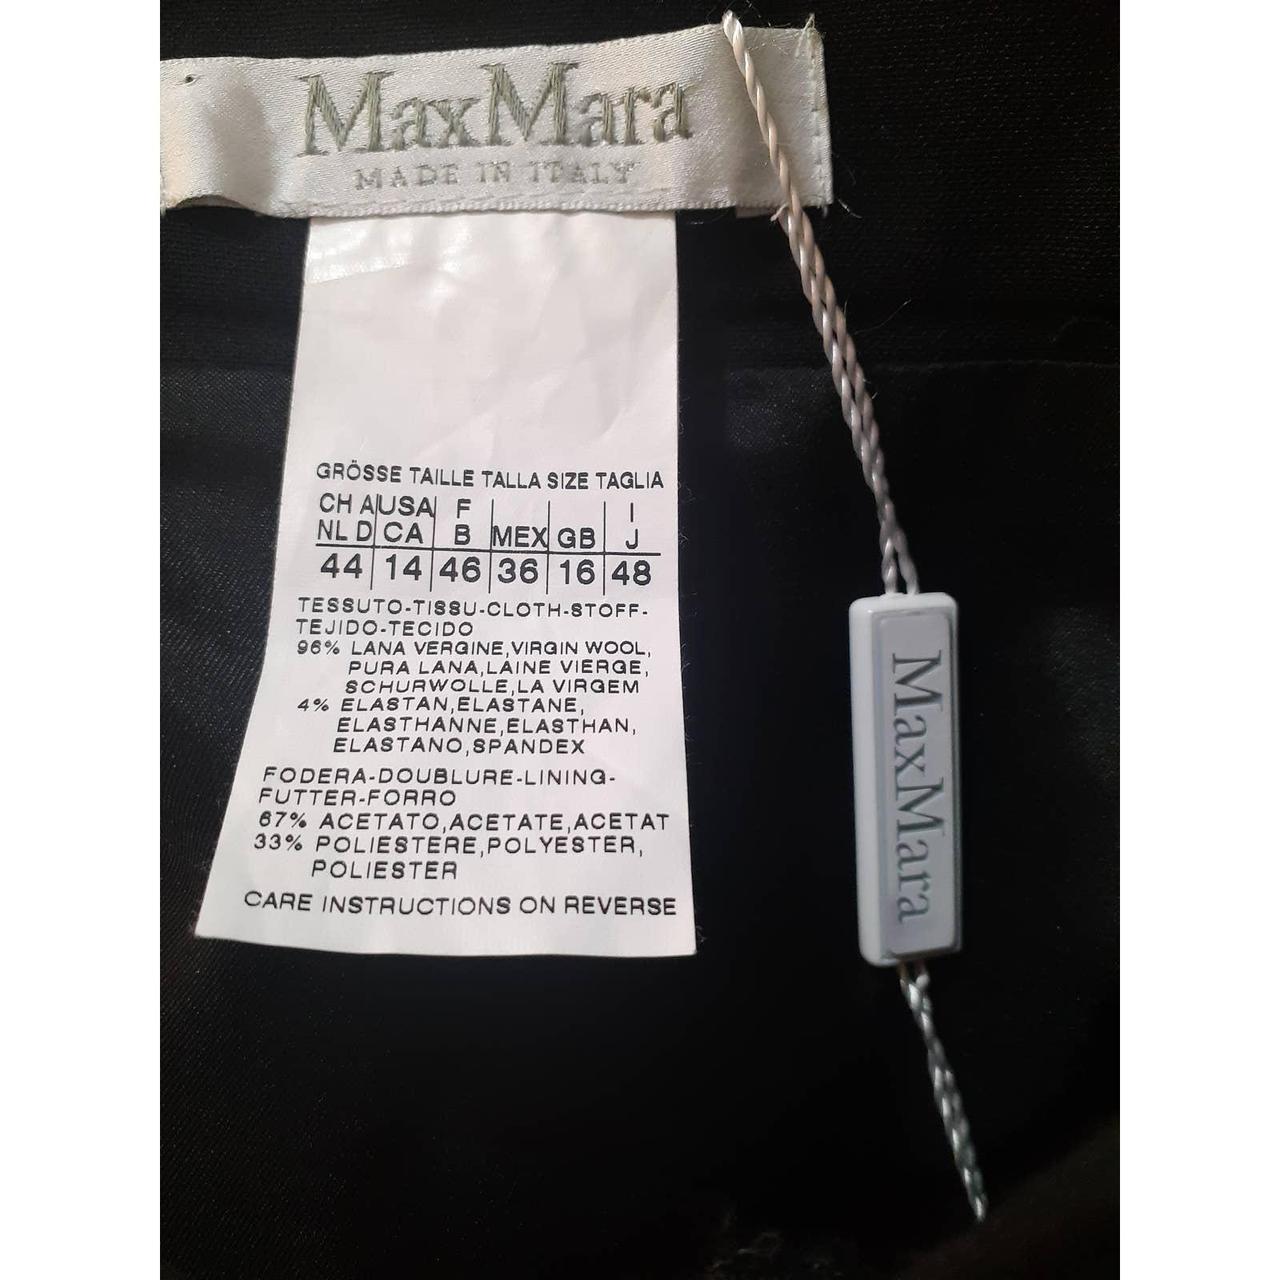 MaxMara
MADE IN ITALY
GRÖSSE TAILLE TALLA SIZE TAGLIA
CH A USA F I
NL D CA B MEX GB J
44 14 46 36 16 48
TESSUTO-TISSU-CLOTH-STOFF-
TEJIDO-TECIDO
96% LANA VERGINE,VIRGIN WOOL,
PURA LANA,LAINE VIERGE,
SCHURWOLLE,LA VIRGEM
4% ELASTAN,ELASTANE,
ELASTHANNE,ELASTHAN,
ELASTANO,SPANDEX
FODERA-DOUBLURE-LINING-
FUTTER-FORRO
67% ACETATO,ACETATE,ACETAT
33% POLIESTERE,POLYESTER,
POLIESTER
CARE INSTRUCTIONS ON REVERSE
MaxMara